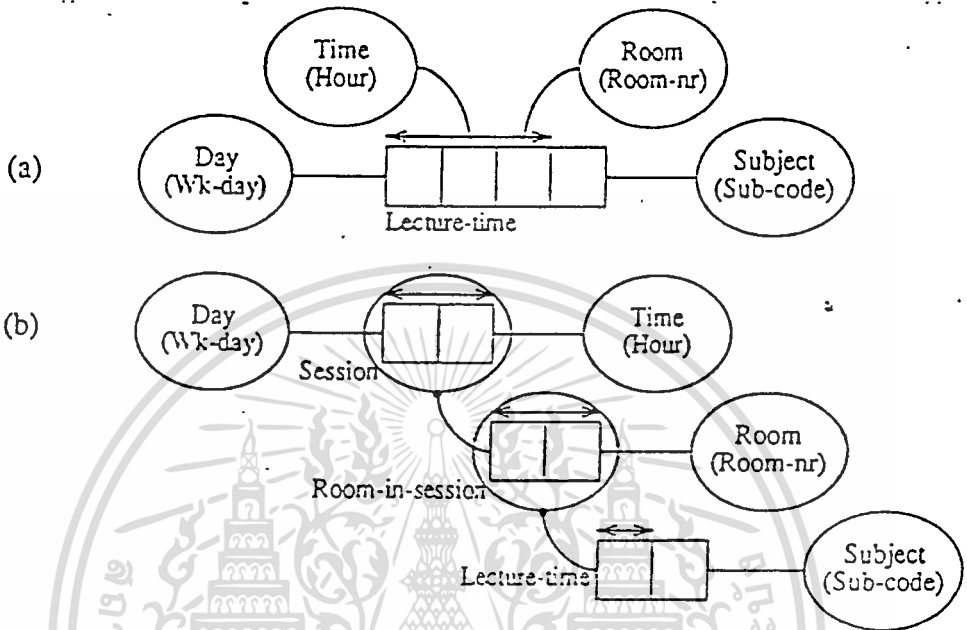 Time
(Hour)
Room
(Room-nr)
(a)
Day
(Wk-day)
Subject
(Sub-code)
Lecture-time
(b)
Day
(Wk-day)
Time
(Hour)
Session
Room
(Room-nr)
Room-in-session
Lecture-time
Subject
(Sub-code)